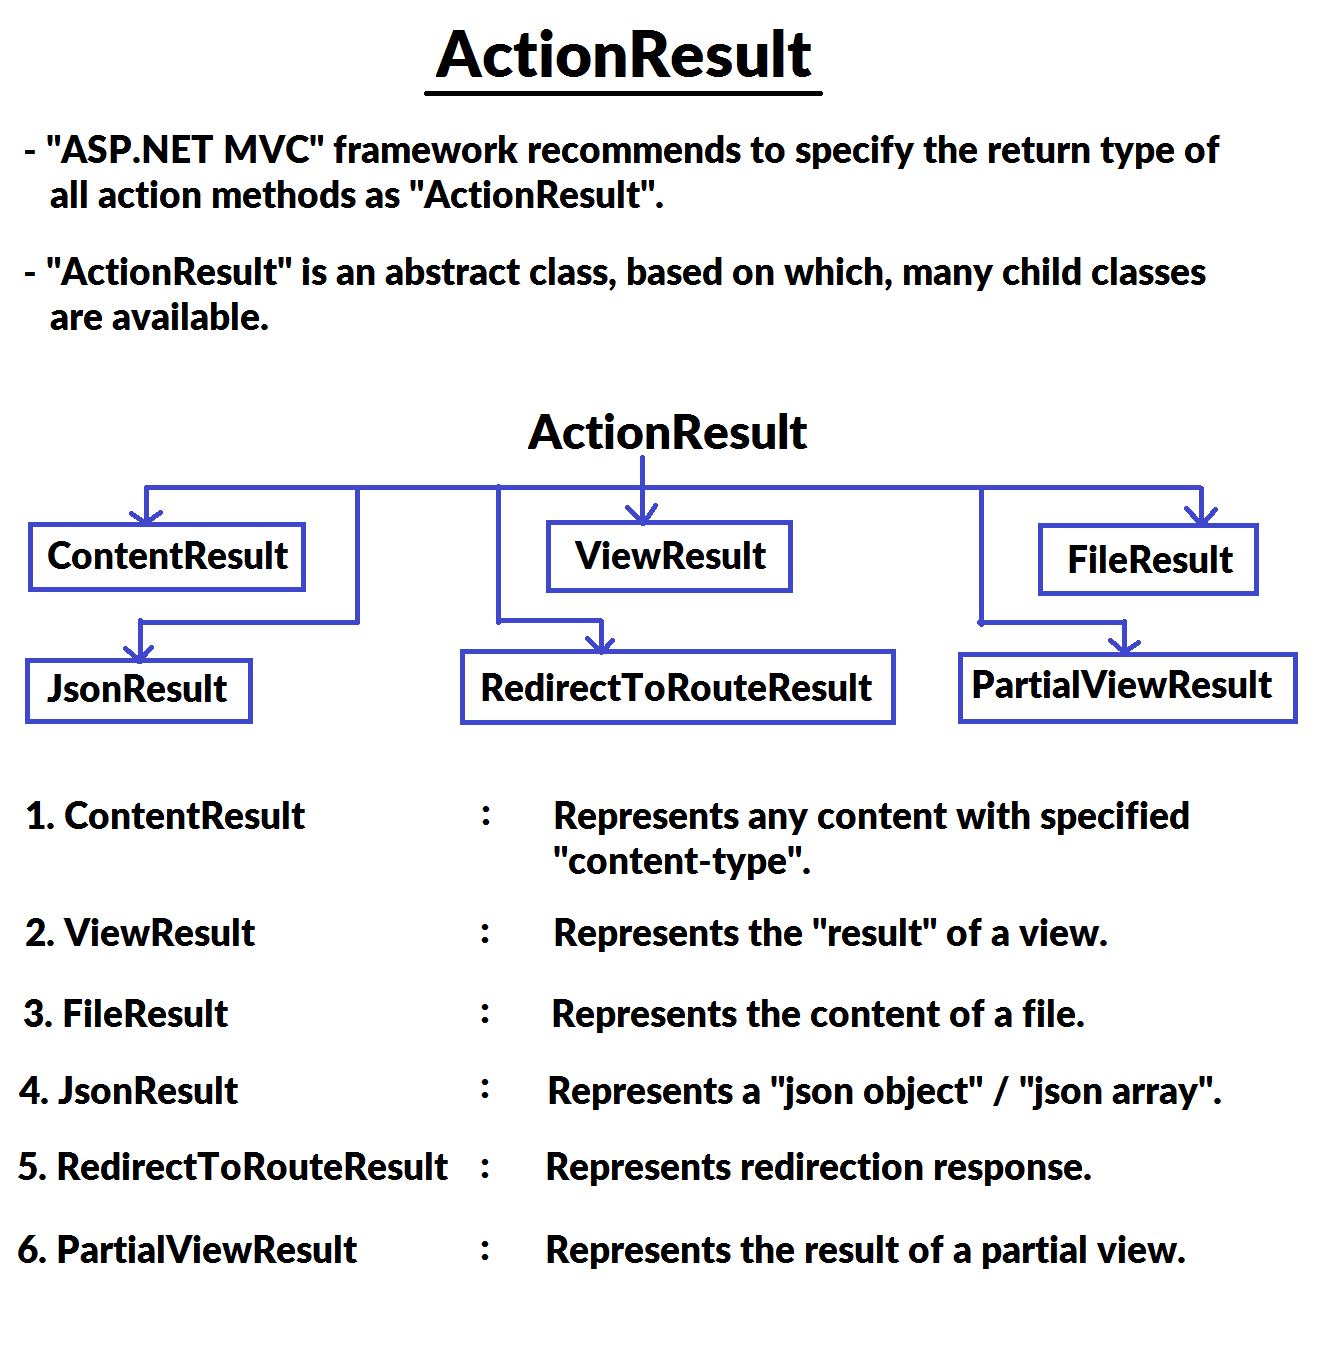 ActionResult
- "ASP.NET MVC" framework recommends to specify the return type of
all action methods as "ActionResult".
- "ActionResult" is an abstract class, based on which, many child classes
are available.
ActionResult
ContentResult
ViewResult
FileResult
JsonResult
RedirectToRouteResult
PartialViewResult
1. ContentResult : Represents any content with specified
"content-type".
2. ViewResult : Represents the "result" of a view.
3. FileResult : Represents the content of a file.
4. JsonResult : Represents a "json object" / "json array".
5. RedirectToRouteResult : Represents redirection response.
6. PartialViewResult : Represents the result of a partial view.